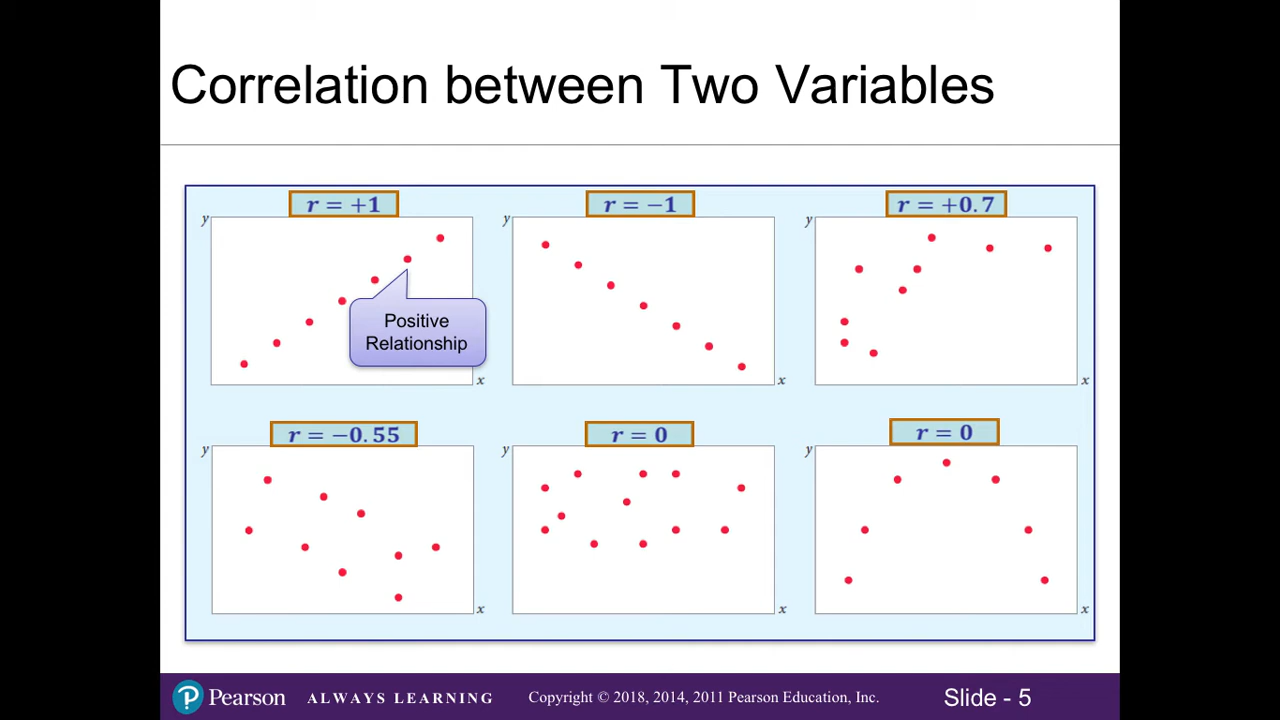 Correlation between Two Variables
r = +1
r = −1
r = +0.7
y
y
y
Positive
Relationship
x
x
x
r = −0.55
r = 0
r = 0
y
y
y
x
x
x
Pearson
ALWAYS LEARNING
Copyright © 2018, 2014, 2011 Pearson Education, Inc.
Slide - 5